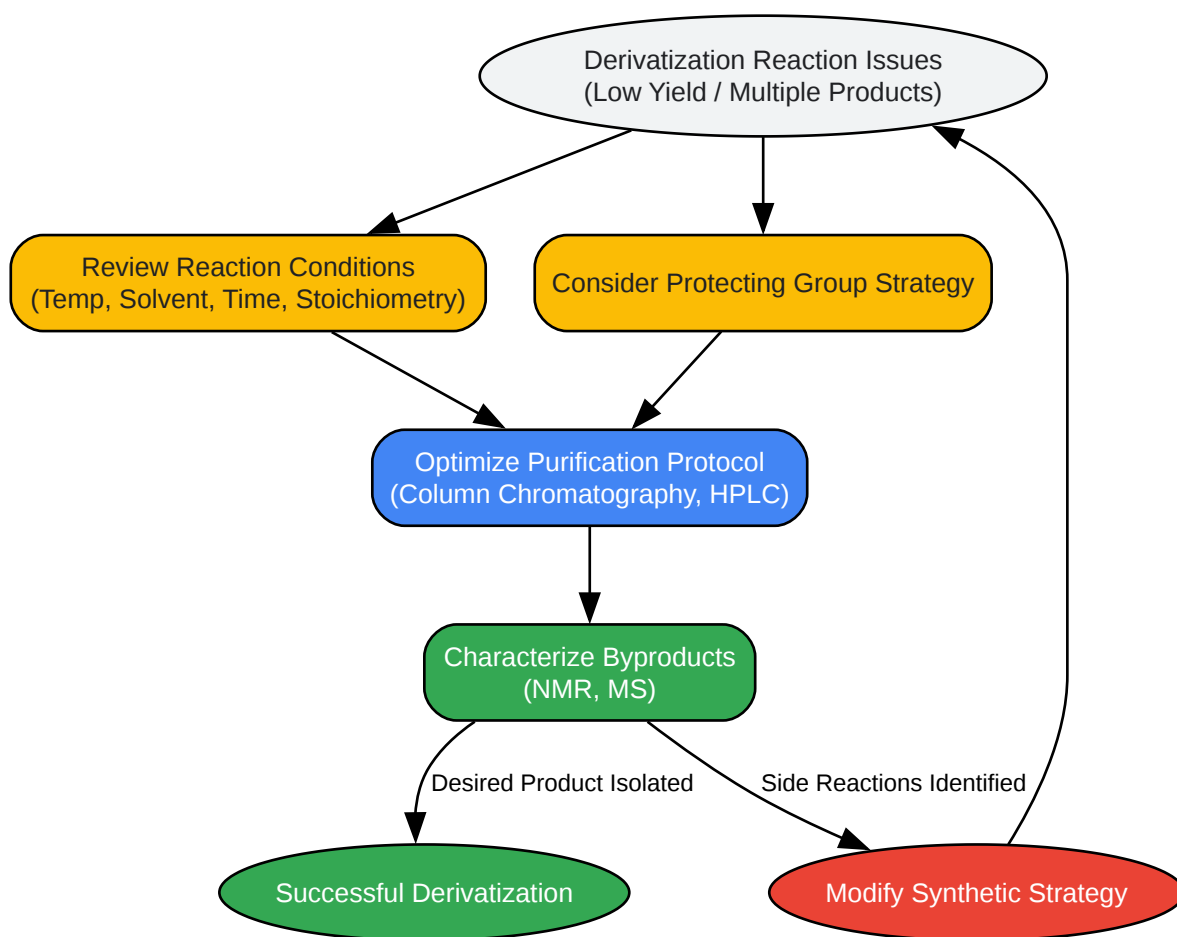 Derivatization Reaction Issues
(Low Yield / Multiple Products)
Review Reaction Conditions
(Temp, Solvent, Time, Stoichiometry)
Consider Protecting Group Strategy
Optimize Purification Protocol
(Column Chromatography, HPLC)
Characterize Byproducts
(NMR, MS)
Desired Product Isolated
Side Reactions Identified
Successful Derivatization
Modify Synthetic Strategy